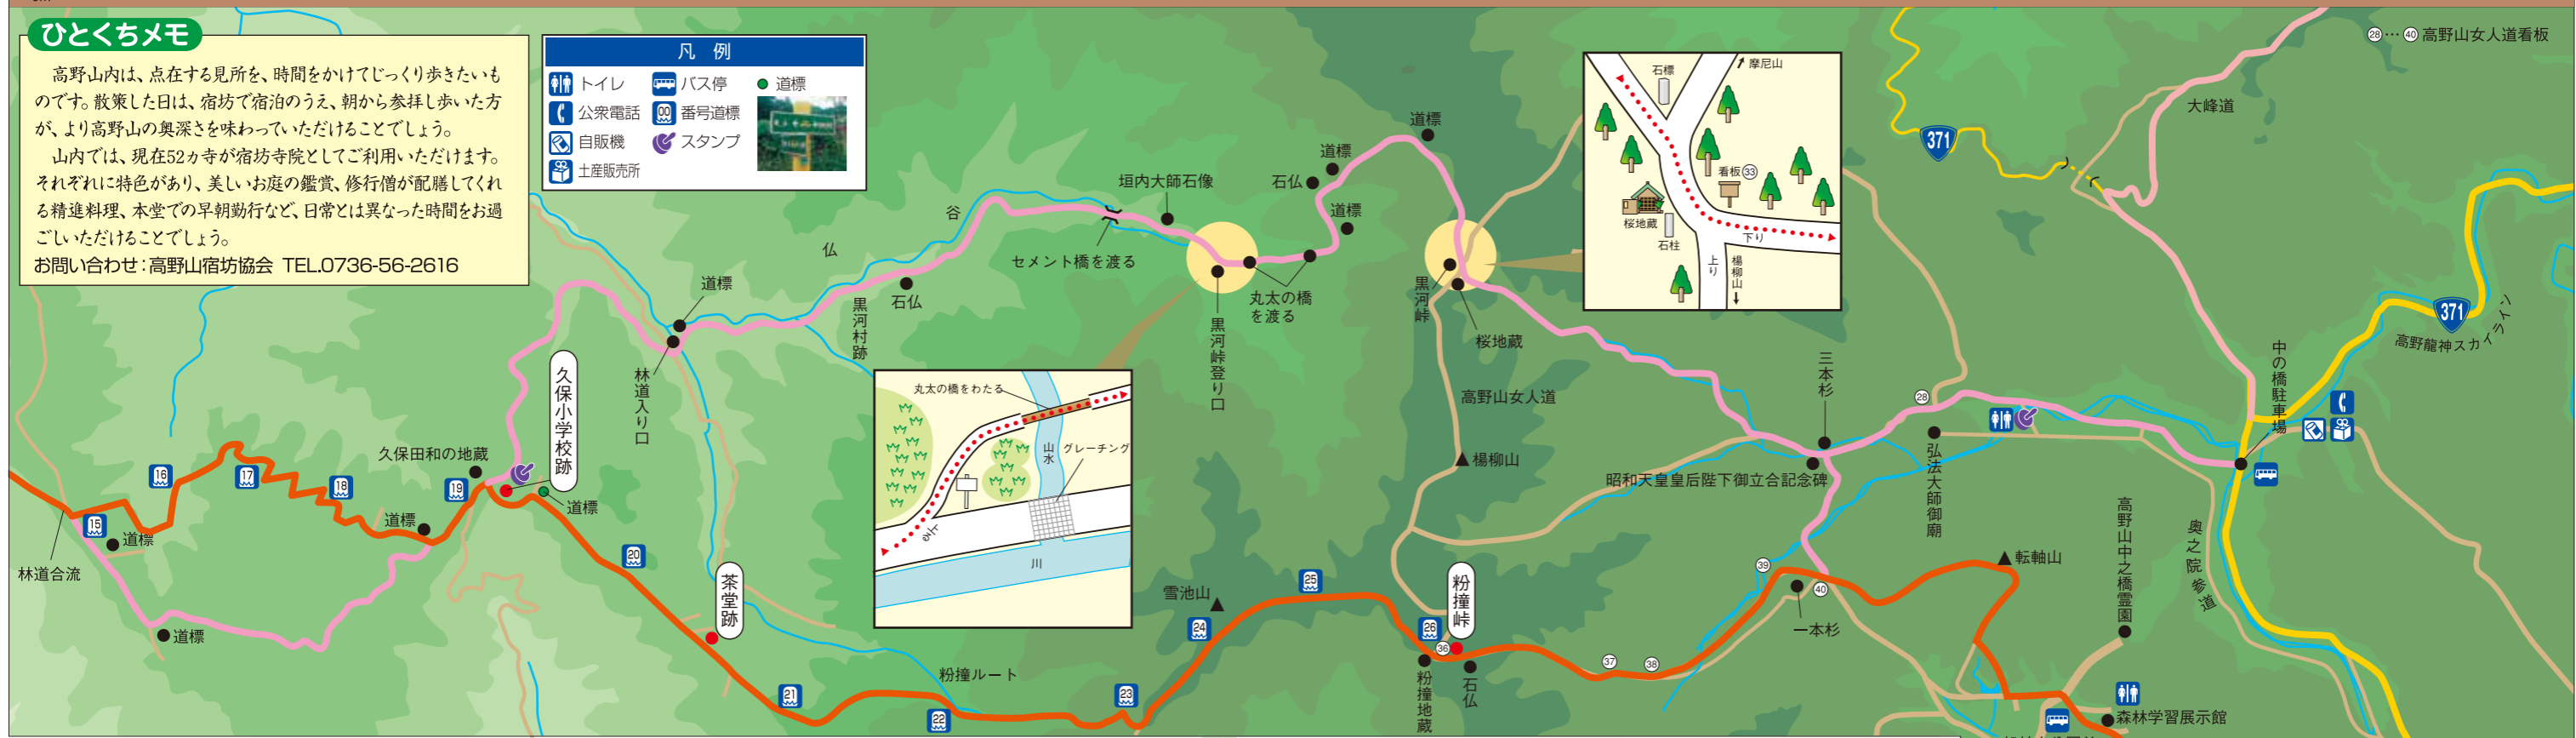 ひとくちメモ
高野山内は、点在する見所を、時間をかけてじっくり歩きたいも
のです。散策した日は、宿坊で宿泊のうえ、朝から参拝し歩いた方
が、より高野山の奥深さを味わっていただけることでしょう。
山内では、現在52ヵ寺が宿坊寺院としてご利用いただけます。
それぞれに特色があり、美しいお庭の鑑賞、修行僧が配膳してくれ
る精進料理、本堂での早朝勤行など、日常とは異なった時間をお過
ごしいただけることでしょう。
お問い合わせ:高野山宿坊協会 TEL.0736-56-2616
凡 例
トイレ
バス停
道標
公衆電話
00
番号道標
自販機
スタンプ
土産販売所
㉘…㊵ 高野山女人道看板
石標
摩尼山
看板㉝
桜地蔵
石柱
下り
上り
楊柳山
丸太の橋をわたる
山水
グレーチング
上る
川
371
大峰道
371
高野龍神スカイライン
中の橋駐車場
道標
道標
石仏
道標
垣内大師石像
谷
仏
セメント橋を渡る
石仏
黒河村跡
丸太の橋
を渡る
黒河峠登り口
黒河峠
桜地蔵
高野山女人道
楊柳山
三本杉
昭和天皇皇后陛下御立合記念碑
㉘
弘法大師御廟
奥之院参道
高野山中之橋霊園
転軸山
㊴
㊵
一本杉
森林学習展示館
道標
林道入り口
久保小学校跡
久保田和の地蔵
道標
道標
道標
道標
林道合流
15
16
17
18
19
20
茶堂跡
21
22
粉撞ルート
23
24
雪池山
25
26
粉撞峠
㊱
粉撞地蔵
石仏
㊲
㊳